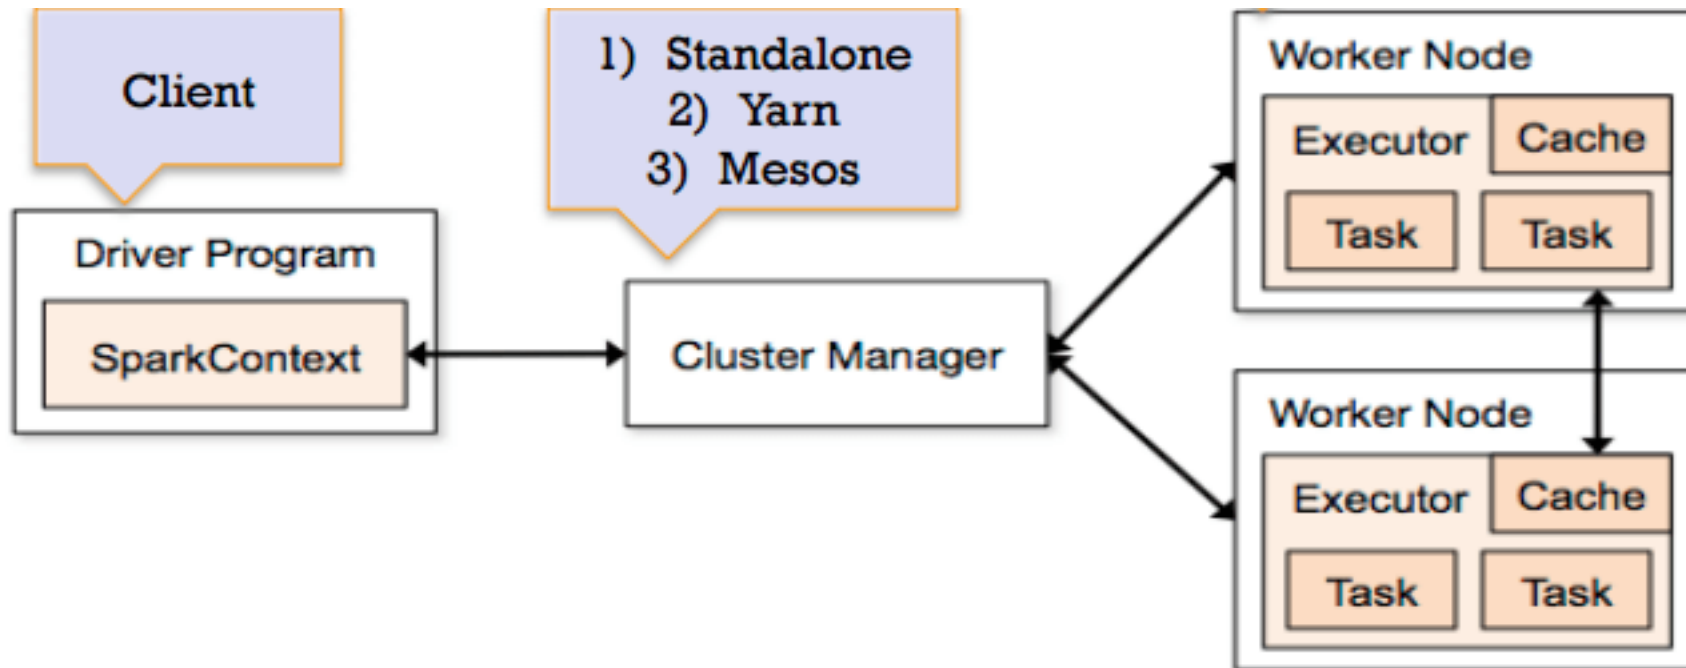 Client
1) Standalone
2) Yarn
3) Mesos
Driver Program
SparkContext
Cluster Manager
Worker Node
Executor
Cache
Task
Task
Worker Node
Executor
Cache
Task
Task